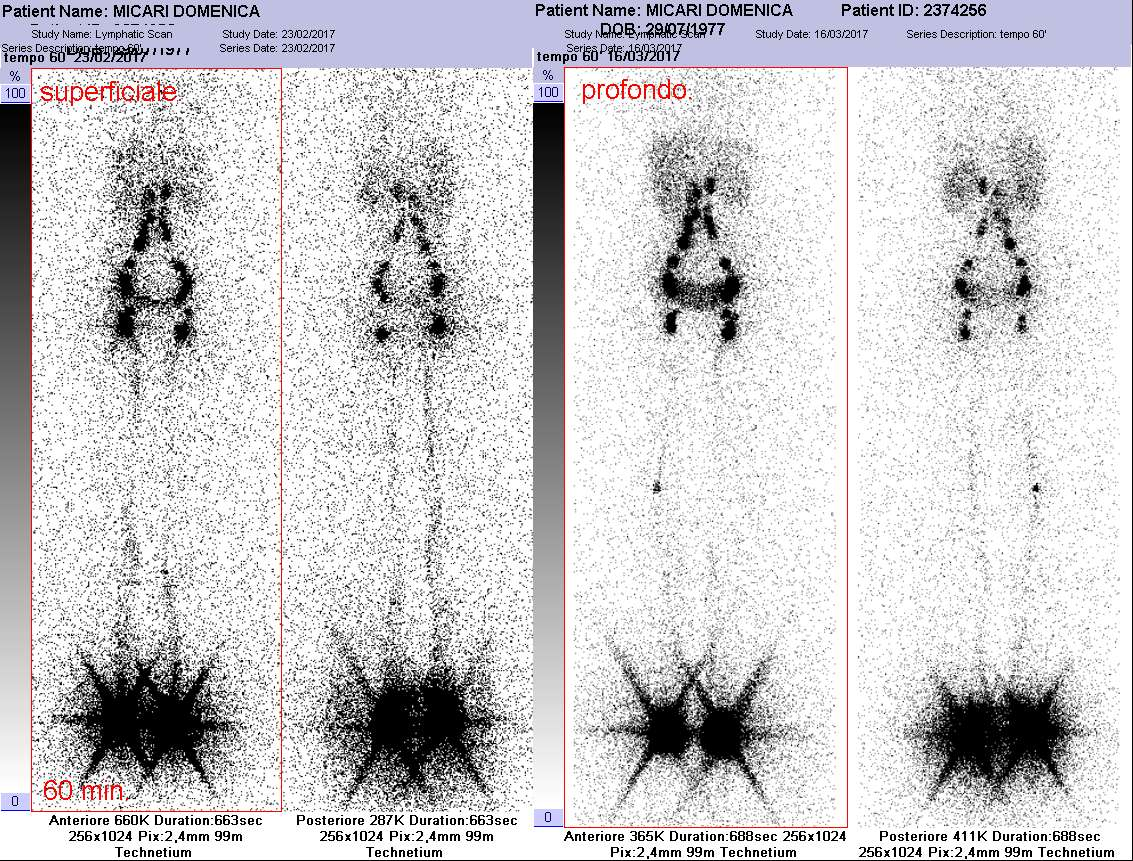 Patient Name: MICARI DOMENICA
Study Name: Lymphatic Scan Study Date: 23/02/2017
Series Description: tempo 60' Series Date: 23/02/2017
tempo 60' 23/02/2017
%
100
superficiale
60 min.
0
Anteriore 660K Duration:663sec
256x1024 Pix:2,4mm 99m
Technetium
Posteriore 287K Duration:663sec
256x1024 Pix:2,4mm 99m
Technetium
Patient Name: MICARI DOMENICA Patient ID: 2374256
DOB: 29/07/1977
Study Name: Lymphatic Scan Study Date: 16/03/2017 Series Description: tempo 60'
Series Date: 16/03/2017
tempo 60' 16/03/2017
%
100
profondo
0
Anteriore 365K Duration:688sec 256x1024
Pix:2,4mm 99m Technetium
Posteriore 411K Duration:688sec
256x1024 Pix:2,4mm 99m Technetium